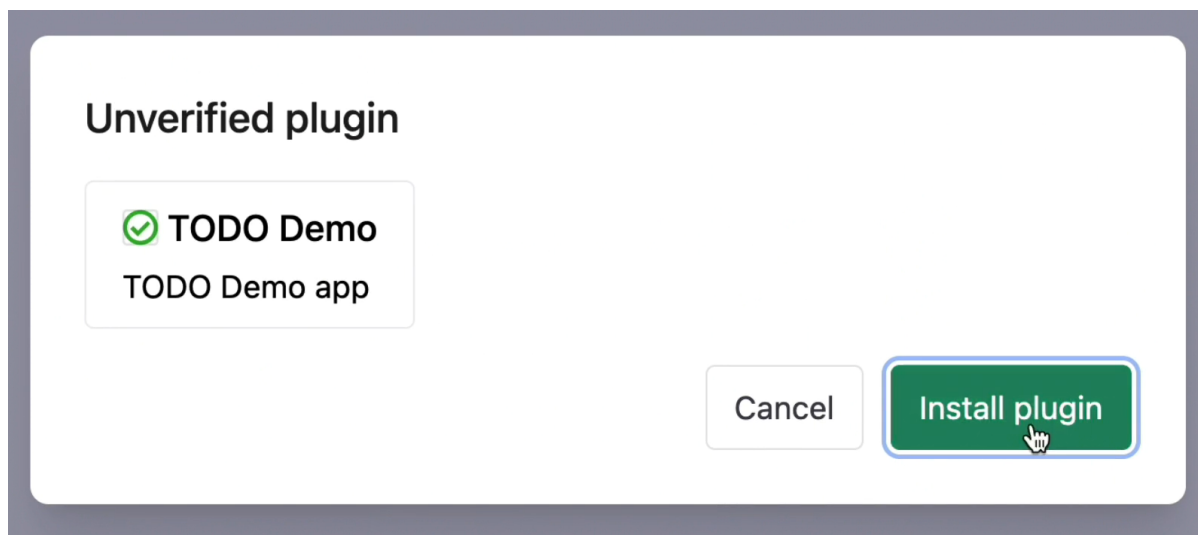 Unverified plugin
TODO Demo
TODO Demo app
Cancel
Install plugin